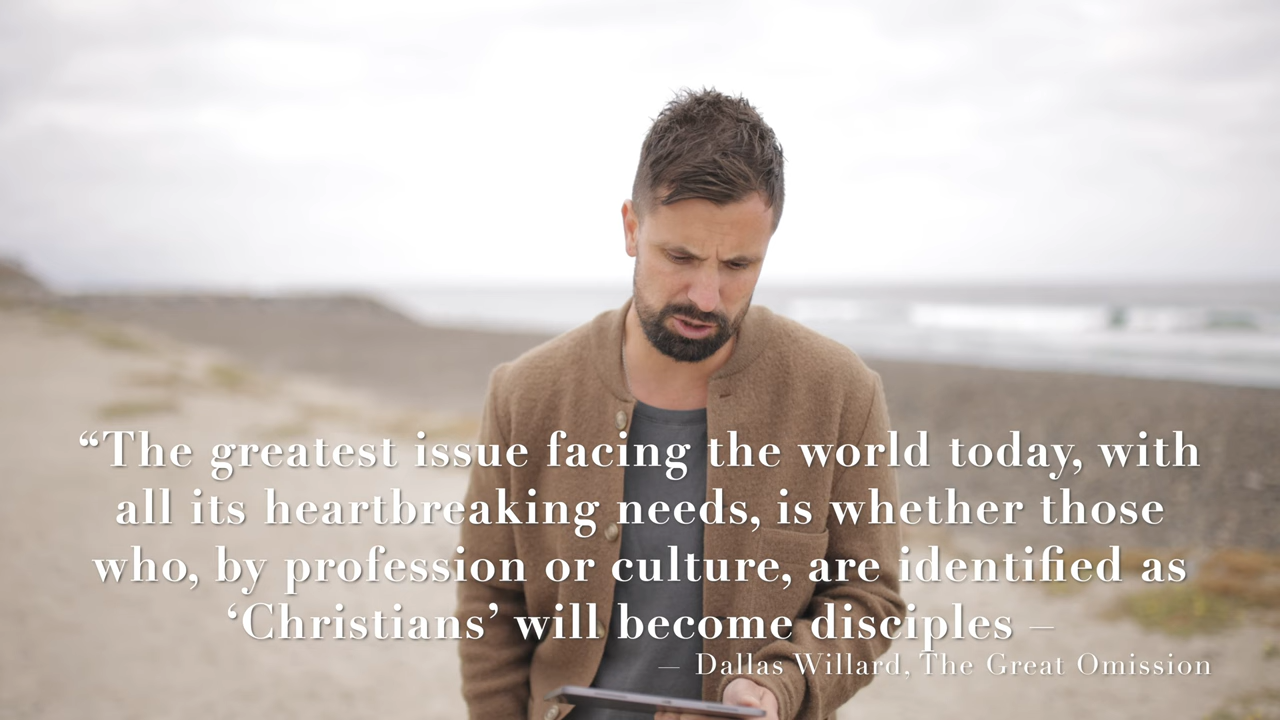 “The greatest issue facing the world today, with
all its heartbreaking needs, is whether those
who, by profession or culture, are identified as
‘Christians’ will become disciples –
– Dallas Willard, The Great Omission